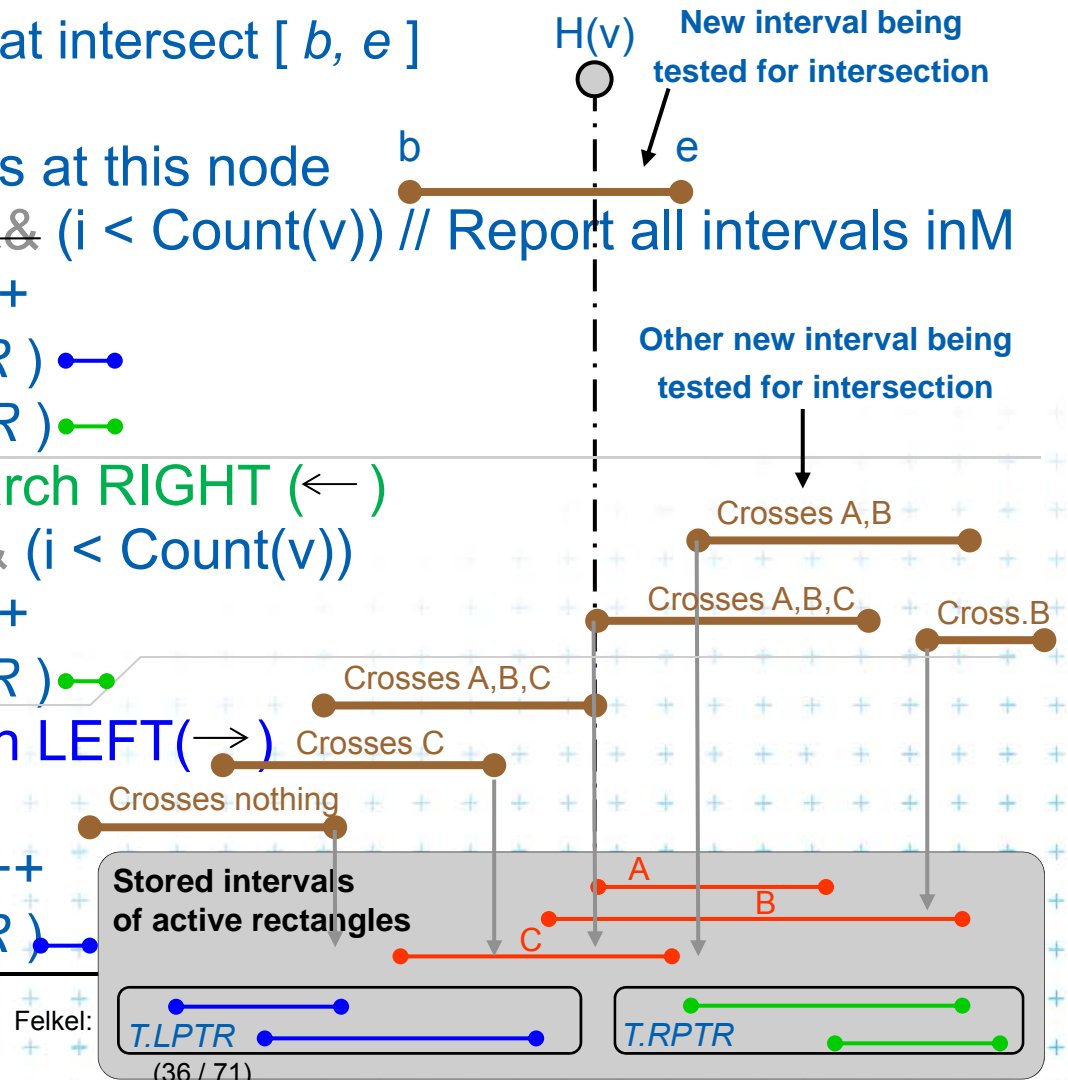 at intersect [ b, e ]
H(v)
New interval being
tested for intersection
b
e
s at this node
& (i < Count(v)) // Report all intervals inM
+
R )
Other new interval being
tested for intersection
R )
arch RIGHT (← )
Crosses A,B
& (i < Count(v))
+
Crosses A,B,C
Cross.B
R )
Crosses A,B,C
h LEFT(→ )
Crosses C
Crosses nothing
++
R )
Stored intervals
of active rectangles
A
B
C
Felkel:
T.LPTR
T.RPTR
(36 / 71)